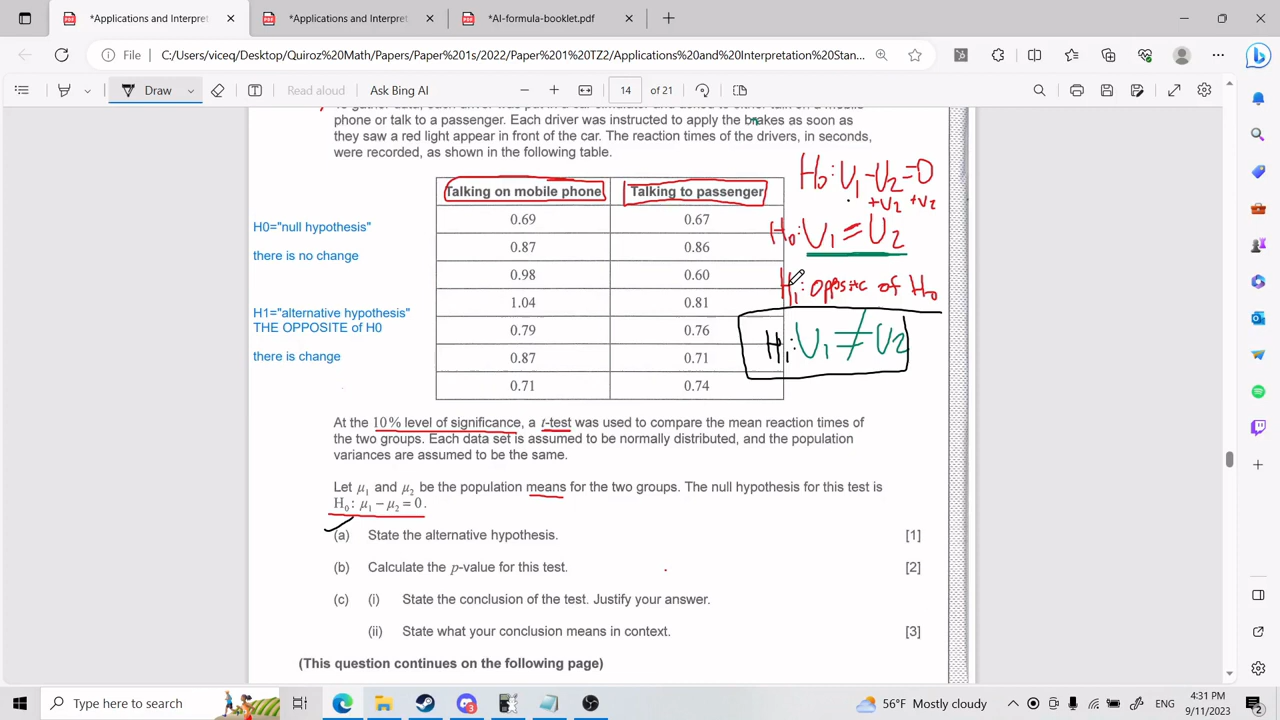 *Applications and Interpret
*Applications and Interpret
*AI-formula-booklet.pdf
File
C:/Users/viceq/Desktop/Quiroz%20Math/Papers/Paper%201s/2022/Paper%201%20TZ2/Applications%20and%20Interpretation%20Stan...
Draw
Read aloud
Ask Bing AI
14 of 21
phone or talk to a passenger. Each driver was instructed to apply the brakes as soon as
they saw a red light appear in front of the car. The reaction times of the drivers, in seconds,
were recorded, as shown in the following table.
H₀: U₁-U₂=0
+U₂ +U₂
Talking on mobile phone Talking to passenger
0.69 0.67
H0="null hypothesis"
H₀: U₁ = U₂
0.87 0.86
there is no change
0.98 0.60
H₁: opposite of H₀
1.04 0.81
H1="alternative hypothesis"
THE OPPOSITE of H0
0.79 0.76
H₁: U₁ ≠ U₂
there is change
0.87 0.71
0.71 0.74
At the 10% level of significance, a t-test was used to compare the mean reaction times of
the two groups. Each data set is assumed to be normally distributed, and the population
variances are assumed to be the same.
Let μ₁ and μ₂ be the population means for the two groups. The null hypothesis for this test is
H₀: μ₁ − μ₂ = 0.
(a) State the alternative hypothesis. [1]
(b) Calculate the p-value for this test. [2]
(c) (i) State the conclusion of the test. Justify your answer.
(ii) State what your conclusion means in context. [3]
(This question continues on the following page)
Type here to search
3
56°F Mostly cloudy
ENG
4:31 PM
9/11/2023
2